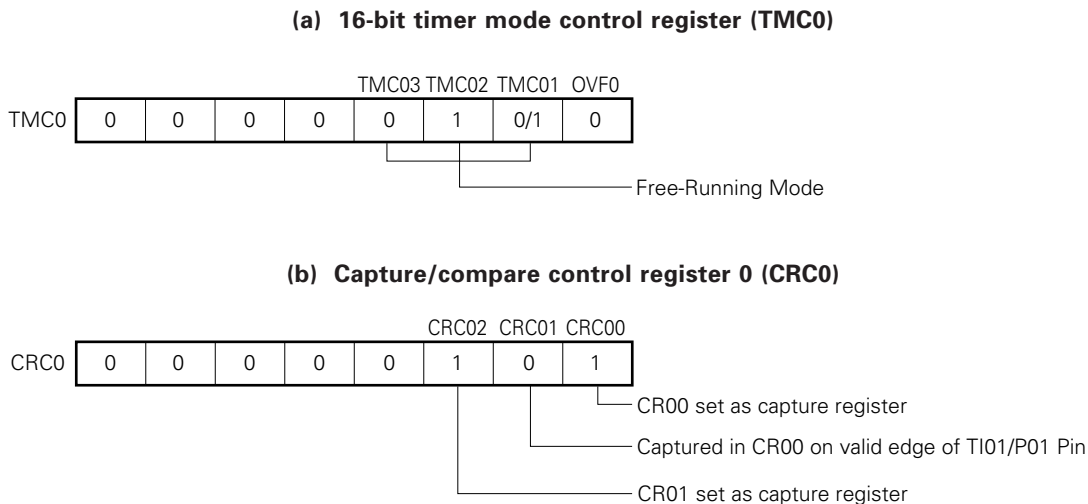 (a) 16-bit timer mode control register (TMC0)
TMC03 TMC02 TMC01 OVF0
TMC0 0 0 0 0 0 1 0/1 0
Free-Running Mode
(b) Capture/compare control register 0 (CRC0)
CRC02 CRC01 CRC00
CRC0 0 0 0 0 0 1 0 1
CR00 set as capture register
Captured in CR00 on valid edge of TI01/P01 Pin
CR01 set as capture register